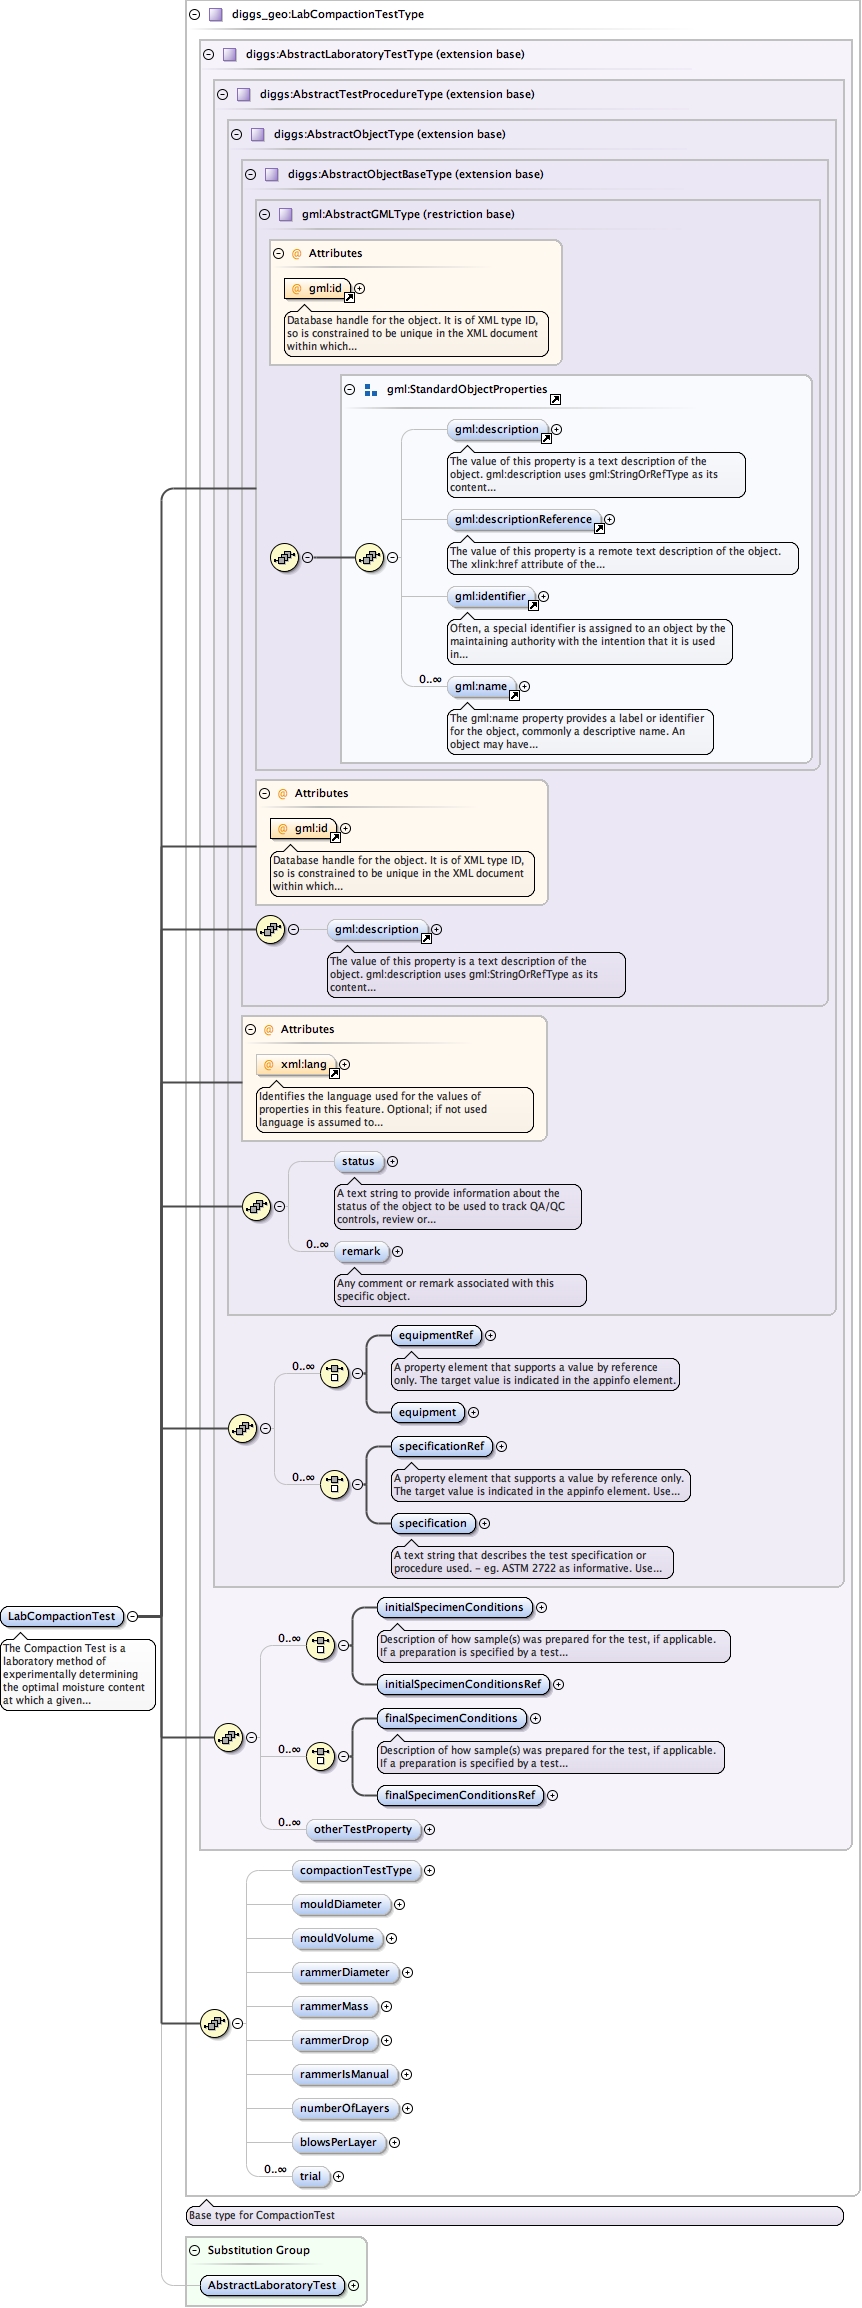 diggs_geo:LabCompactionTestType
diggs:AbstractLaboratoryTestType (extension base)
diggs:AbstractTestProcedureType (extension base)
diggs:AbstractObjectType (extension base)
diggs:AbstractObjectBaseType (extension base)
gml:AbstractGMLType (restriction base)
@ Attributes
@ gml:id
Database handle for the object. It is of XML type ID,
so is constrained to be unique in the XML document
within which...
gml:StandardObjectProperties
gml:description
The value of this property is a text description of the
object. gml:description uses gml:StringOrRefType as its
content...
gml:descriptionReference
The value of this property is a remote text description of the object.
The xlink:href attribute of the...
gml:identifier
Often, a special identifier is assigned to an object by the
maintaining authority with the intention that it is used
in...
0..∞ gml:name
The gml:name property provides a label or identifier
for the object, commonly a descriptive name. An
object may have...
@ Attributes
@ gml:id
Database handle for the object. It is of XML type ID,
so is constrained to be unique in the XML document
within which...
gml:description
The value of this property is a text description of the
object. gml:description uses gml:StringOrRefType as its
content...
@ Attributes
@ xml:lang
Identifies the language used for the values of
properties in this feature. Optional; if not used
language is assumed to...
status
A text string to provide information about the
status of the object to be used to track QA/QC
controls, review or...
0..∞ remark
Any comment or remark associated with this
specific object.
equipmentRef
0..∞
A property element that supports a value by reference
only. The target value is indicated in the appinfo element.
equipment
specificationRef
0..∞
A property element that supports a value by reference only.
The target value is indicated in the appinfo element. Use...
specification
A text string that describes the test specification or
procedure used. - eg. ASTM 2722 as informative. Use...
LabCompactionTest
The Compaction Test is a
laboratory method of
experimentally determining
the optimal moisture content
at which a given...
initialSpecimenConditions
0..∞
Description of how sample(s) was prepared for the test, if applicable.
If a preparation is specified by a test...
initialSpecimenConditionsRef
finalSpecimenConditions
0..∞
Description of how sample(s) was prepared for the test, if applicable.
If a preparation is specified by a test...
finalSpecimenConditionsRef
0..∞ otherTestProperty
compactionTestType
mouldDiameter
mouldVolume
rammerDiameter
rammerMass
rammerDrop
rammerIsManual
numberOfLayers
blowsPerLayer
0..∞ trial
Base type for CompactionTest
Substitution Group
AbstractLaboratoryTest